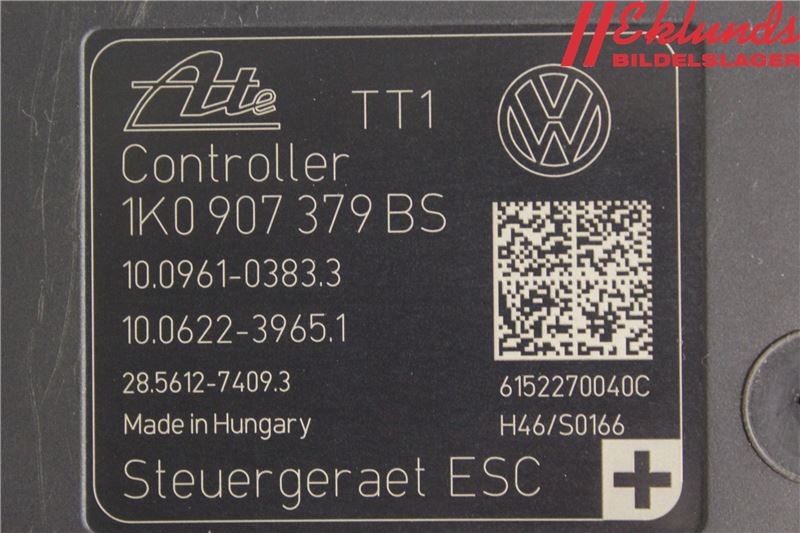 Eklunds
BILDELSLAGER
Ate
TT1
VW
Controller
1K0 907 379 BS
10.0961-0383.3
10.0622-3965.1
28.5612-7409.3
6152270040C
Made in Hungary
H46/S0166
Steuergeraet ESC